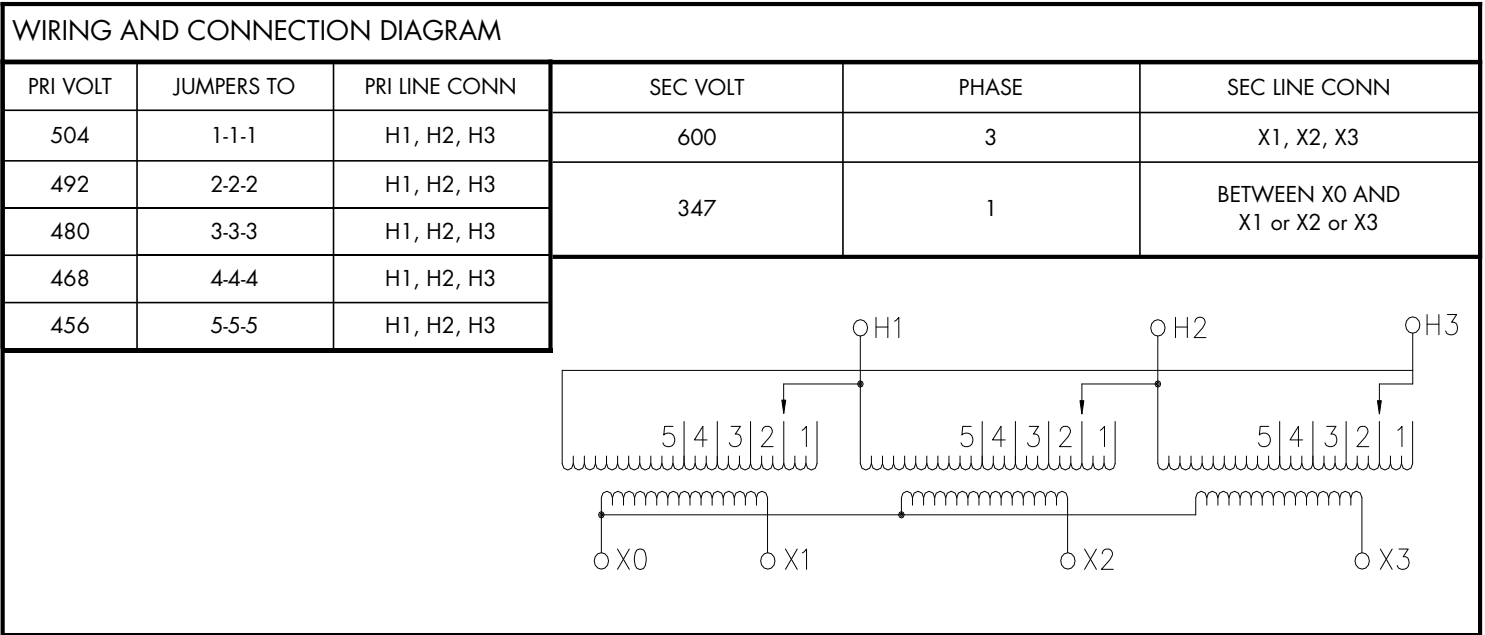 WIRING AND CONNECTION DIAGRAM
PRI VOLT JUMPERS TO PRI LINE CONN
504 1-1-1 H1, H2, H3
492 2-2-2 H1, H2, H3
480 3-3-3 H1, H2, H3
468 4-4-4 H1, H2, H3
456 5-5-5 H1, H2, H3
SEC VOLT PHASE SEC LINE CONN
600 3 X1, X2, X3
347 1 BETWEEN X0 AND
X1 or X2 or X3
H1 H2 H3
5 4 3 2 1 5 4 3 2 1 5 4 3 2 1
X0 X1 X2 X3